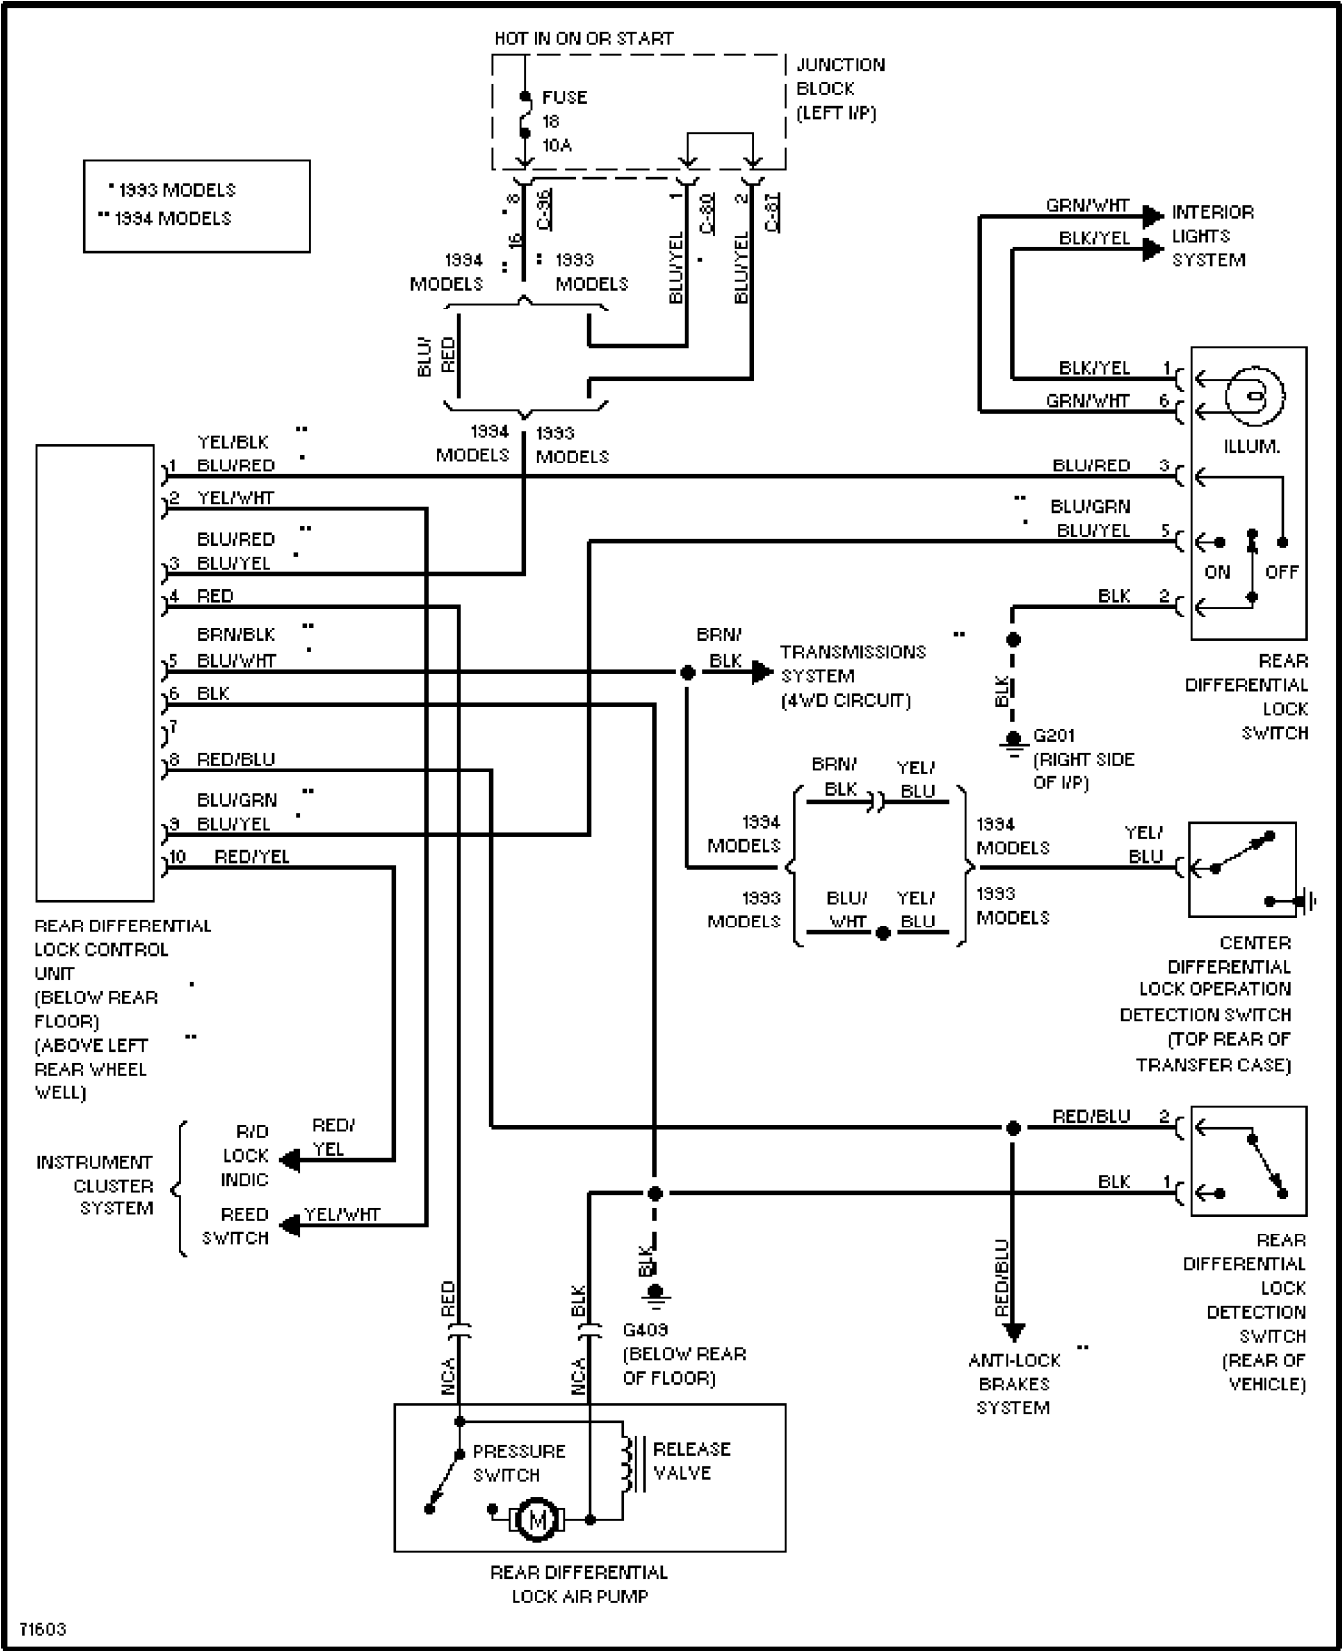 HOT IN ON OR START
JUNCTION
BLOCK
(LEFT I/P)
FUSE
18
10A
* 1993 MODELS
** 1994 MODELS
8 *
16 **
C-96
1
C-80
2
C-87
BLU/YEL *
BLU/YEL
1994
MODELS
** 1993
MODELS
BLU/
RED
1994
MODELS
1993
MODELS
GRN/WHT
BLK/YEL
INTERIOR
LIGHTS
SYSTEM
BLK/YEL 1
GRN/WHT 6
ILLUM.
BLU/RED 3
** BLU/GRN
* BLU/YEL 5
ON OFF
BLK 2
REAR
DIFFERENTIAL
LOCK
SWITCH
BLK
G201
(RIGHT SIDE
OF I/P)
YEL/BLK **
1 BLU/RED *
2 YEL/WHT
BLU/RED **
3 BLU/YEL *
4 RED
BRN/BLK **
5 BLU/WHT *
6 BLK
7
8 RED/BLU
BLU/GRN **
9 BLU/YEL *
10 RED/YEL
REAR DIFFERENTIAL
LOCK CONTROL
UNIT
(BELOW REAR *
FLOOR)
(ABOVE LEFT **
REAR WHEEL
WELL)
BRN/
BLK
TRANSMISSIONS **
SYSTEM
(4WD CIRCUIT)
BRN/
BLK
YEL/
BLU
1994
MODELS
1993
MODELS
BLU/
WHT
YEL/
BLU
1994
MODELS
1993
MODELS
YEL/
BLU
CENTER
DIFFERENTIAL
LOCK OPERATION
DETECTION SWITCH
(TOP REAR OF
TRANSFER CASE)
INSTRUMENT
CLUSTER
SYSTEM
R/D
LOCK
INDIC
RED/
YEL
REED
SWITCH
YEL/WHT
RED/BLU 2
BLK 1
REAR
DIFFERENTIAL
LOCK
DETECTION
SWITCH
(REAR OF
VEHICLE)
RED/BLU
ANTI-LOCK **
BRAKES
SYSTEM
BLK
G409
(BELOW REAR
OF FLOOR)
RED
NCA
BLK
NCA
PRESSURE
SWITCH
M
RELEASE
VALVE
REAR DIFFERENTIAL
LOCK AIR PUMP
71603